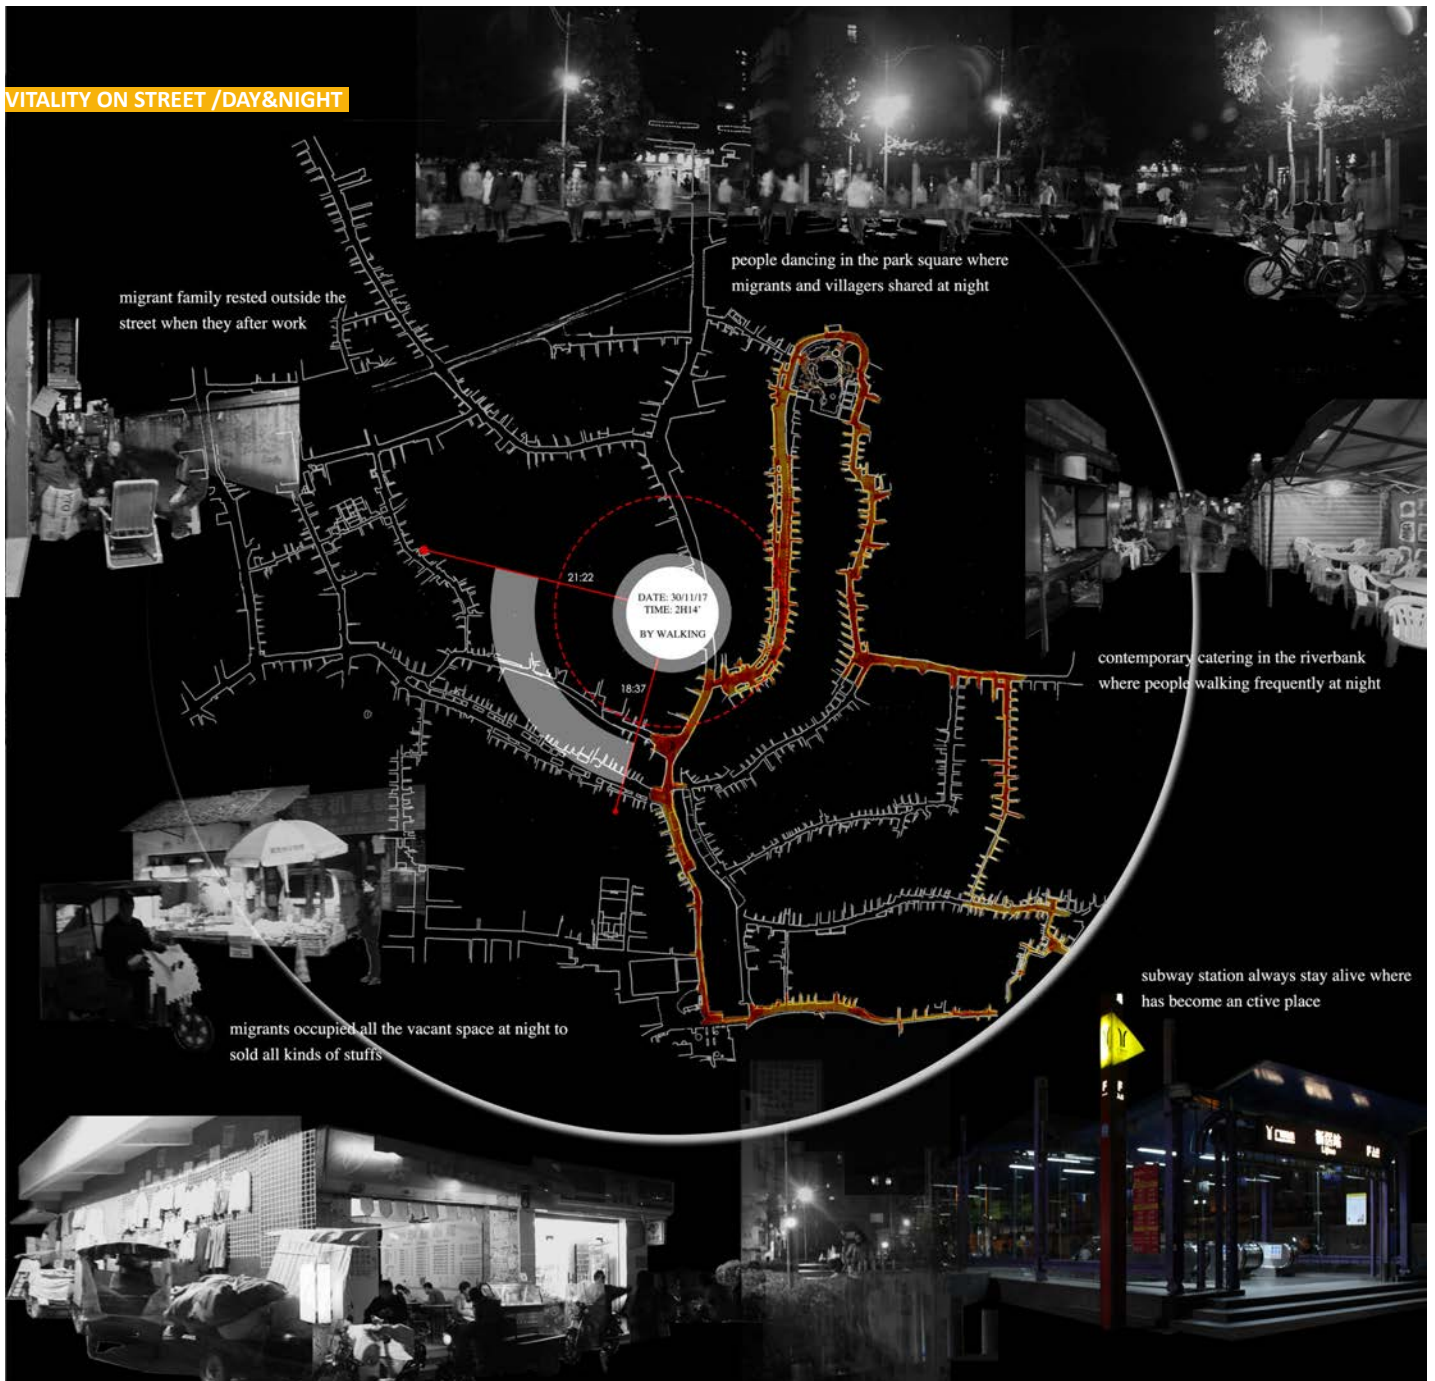 VITALITY ON STREET /DAY&NIGHT
people dancing in the park square where
migrants and villagers shared at night
migrant family rested outside the
street when they after work
21:22
DATE: 30/11/17
TIME: 2H14'
BY WALKING
18:37
contemporary catering in the riverbank
where people walking frequently at night
subway station always stay alive where
has become an ctive place
migrants occupied all the vacant space at night to
sold all kinds of stuffs